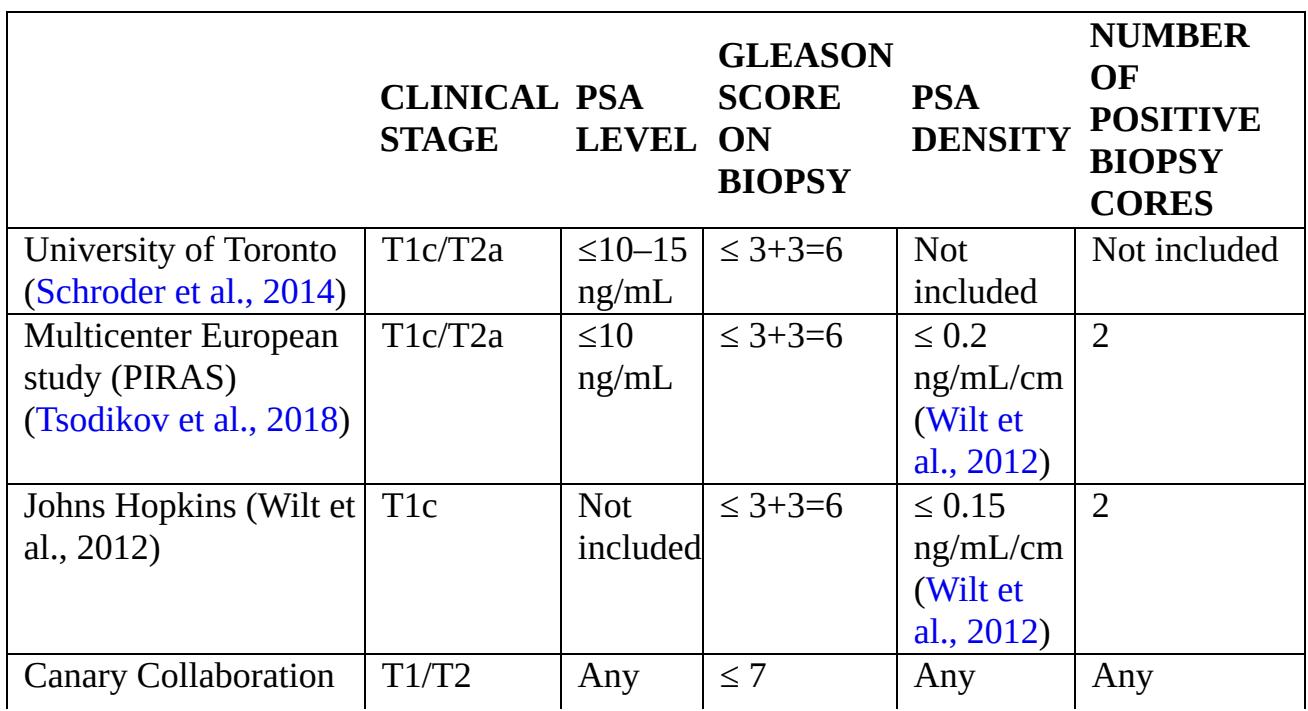 CLINICAL STAGE
PSA LEVEL
GLEASON SCORE ON BIOPSY
PSA DENSITY
NUMBER OF POSITIVE BIOPSY CORES
University of Toronto
(Schroder et al., 2014)
T1c/T2a
≤10–15
ng/mL
≤ 3+3=6
Not
included
Not included
Multicenter European
study (PIRAS)
(Tsodikov et al., 2018)
T1c/T2a
≤10
ng/mL
≤ 3+3=6
≤ 0.2
ng/mL/cm
(Wilt et
al., 2012)
2
Johns Hopkins (Wilt et
al., 2012)
T1c
Not
included
≤ 3+3=6
≤ 0.15
ng/mL/cm
(Wilt et
al., 2012)
2
Canary Collaboration
T1/T2
Any
≤ 7
Any
Any